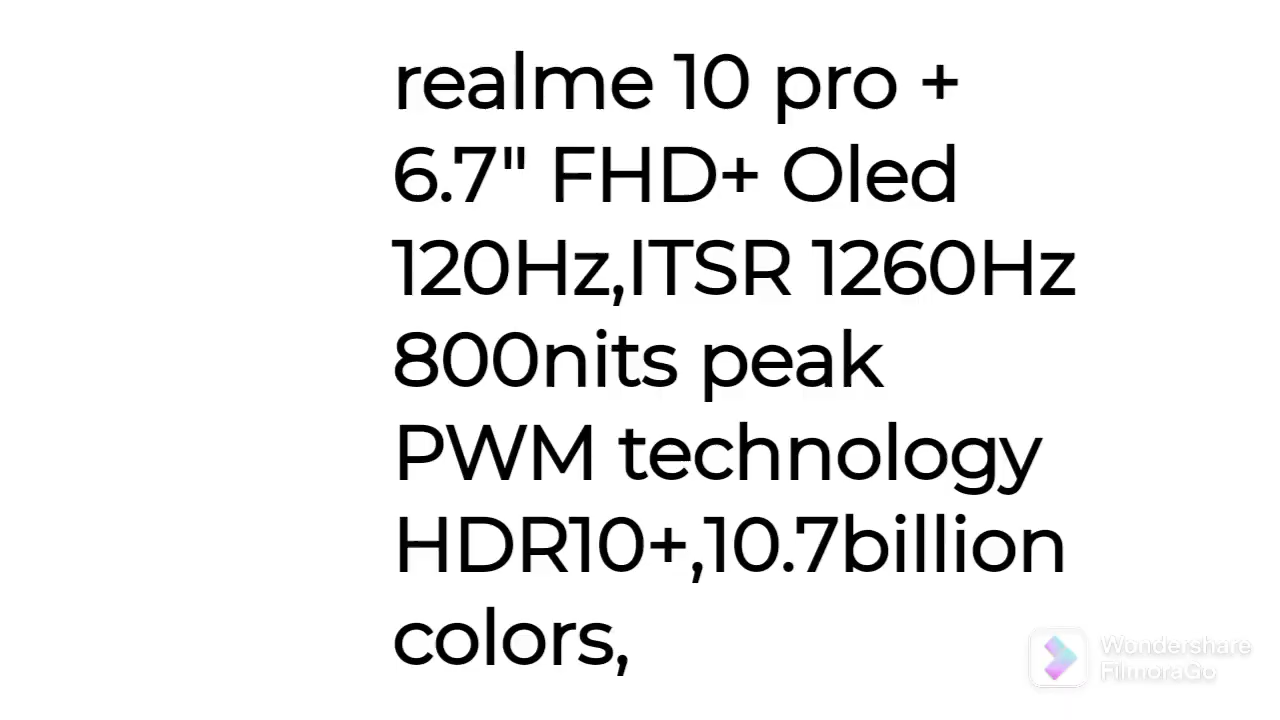 realme 10 pro +
6.7" FHD+ Oled
120Hz,ITSR 1260Hz
800nits peak
PWM technology
HDR10+,10.7billion
colors,
Wondershare
FilmoraGo